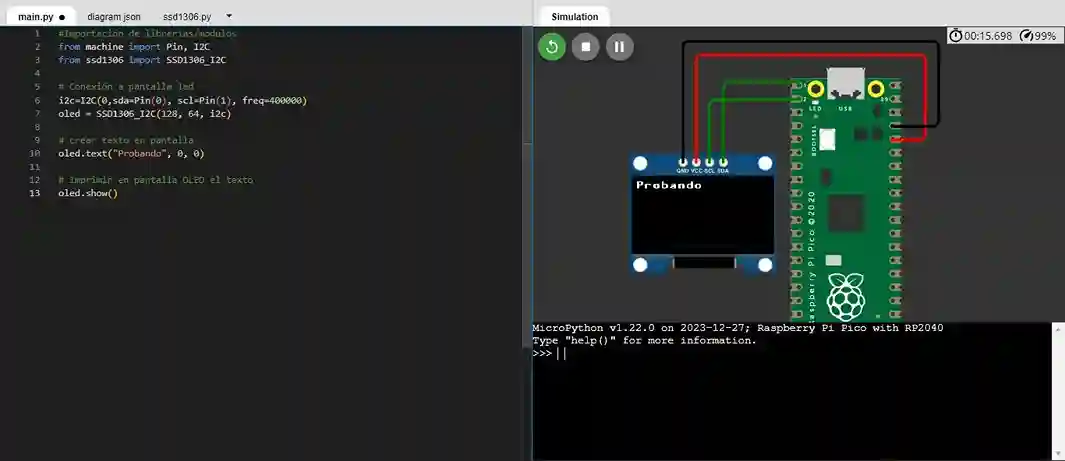 main.py ● diagram.json ssd1306.py
Simulation
1 #Importacion de librerias/modulos
2 from machine import Pin, I2C
3 from ssd1306 import SSD1306_I2C
4
5 # Conexión a pantalla led
6 i2c=I2C(0,sda=Pin(0), scl=Pin(1), freq=400000)
7 oled = SSD1306_I2C(128, 64, i2c)
8
9 # crear texto en pantalla
10 oled.text("Probando", 0, 0)
11
12 # Imprimir en pantalla OLED el texto
13 oled.show()
00:15.698 99%
LED USB
BOOTSEL
GND VCC SCL SDA
Probando
Raspberry Pi Pico ©2020
MicroPython v1.22.0 on 2023-12-27; Raspberry Pi Pico with RP2040
Type "help()" for more information.
>>>